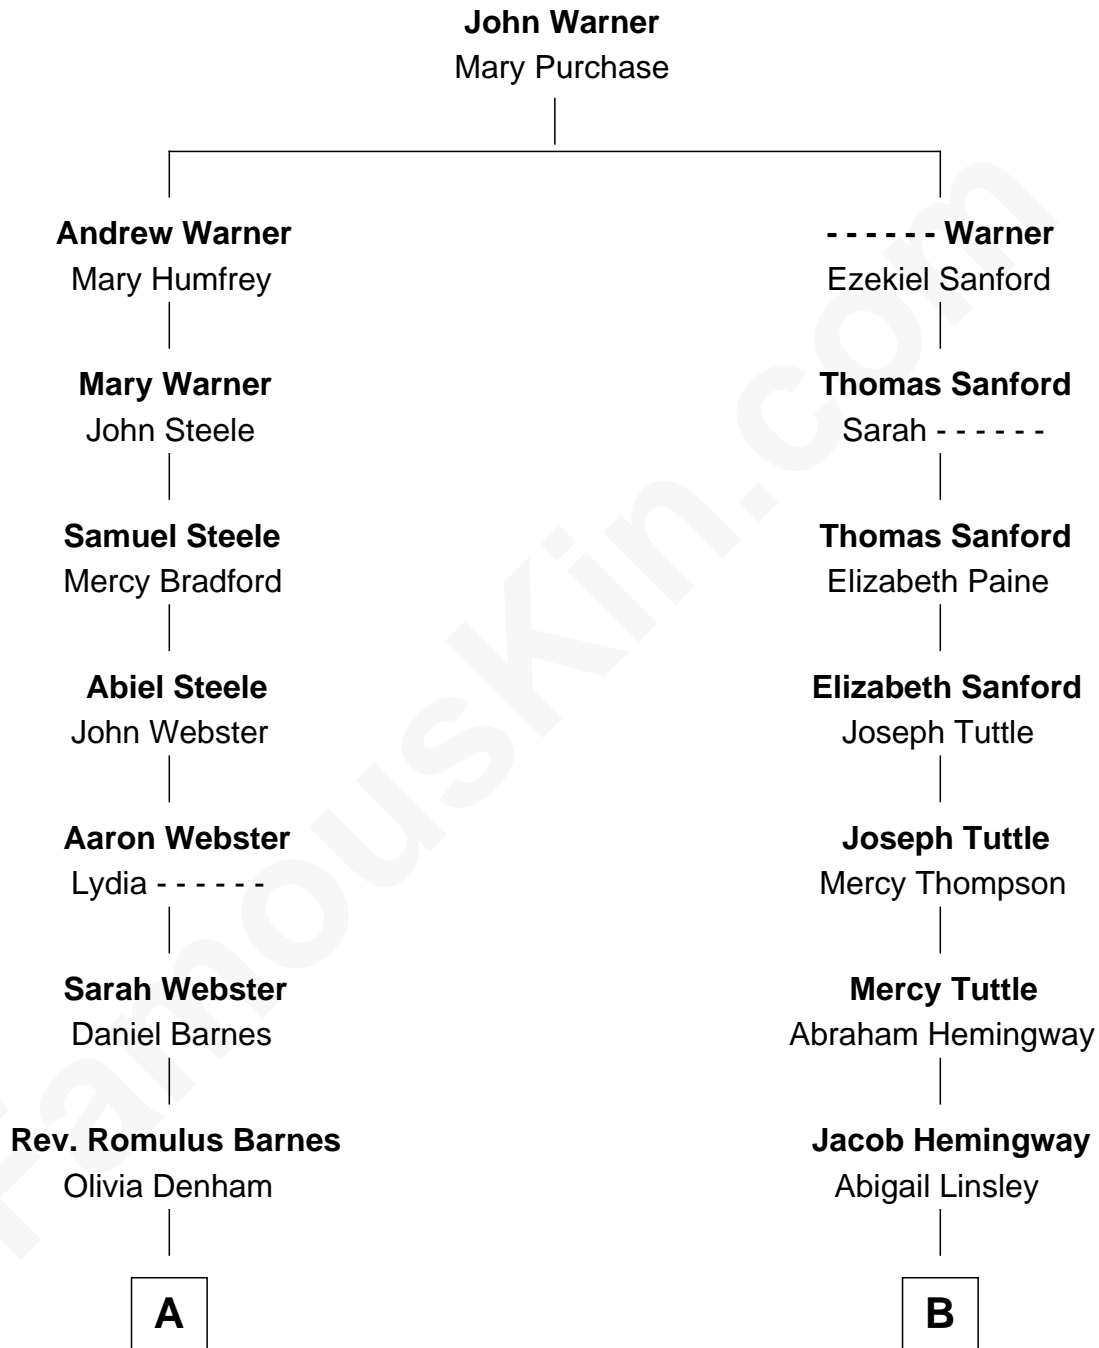 John Warner
Mary Purchase
Andrew Warner
Mary Humfrey
- - - - - - Warner
Ezekiel Sanford
Mary Warner
John Steele
Thomas Sanford
Sarah - - - - - -
Samuel Steele
Mercy Bradford
Thomas Sanford
Elizabeth Paine
Abiel Steele
John Webster
Elizabeth Sanford
Joseph Tuttle
Aaron Webster
Lydia - - - - - -
Joseph Tuttle
Mercy Thompson
Sarah Webster
Daniel Barnes
Mercy Tuttle
Abraham Hemingway
Rev. Romulus Barnes
Olivia Denham
Jacob Hemingway
Abigail Linsley
A
B
FamousKin.com